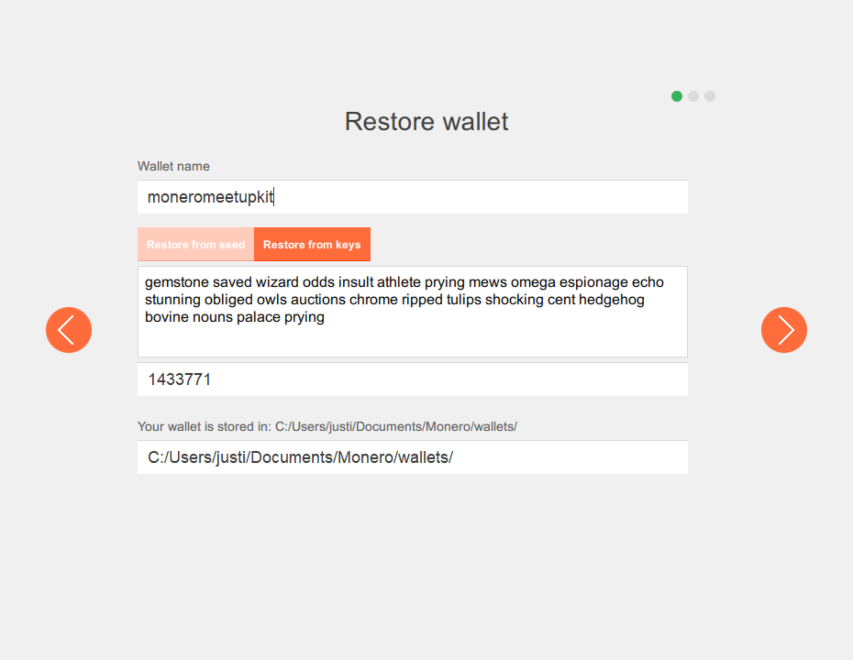 Restore wallet
Wallet name
moneromeetupkit
Restore from seed Restore from keys
gemstone saved wizard odds insult athlete prying mews omega espionage echo
stunning obliged owls auctions chrome ripped tulips shocking cent hedgehog
bovine nouns palace prying
1433771
Your wallet is stored in: C:/Users/justi/Documents/Monero/wallets/
C:/Users/justi/Documents/Monero/wallets/